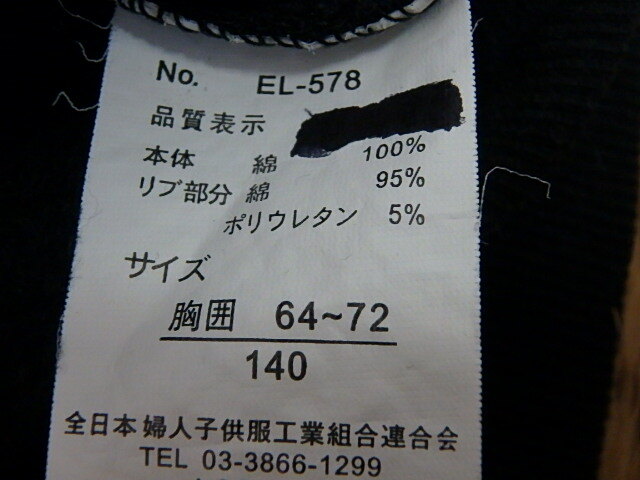 No. EL-578
品質表示
本体 綿 100%
リブ部分 綿 95%
ポリウレタン 5%
サイズ
胸囲 64~72
140
全日本婦人子供服工業組合連合会
TEL 03-3866-1299